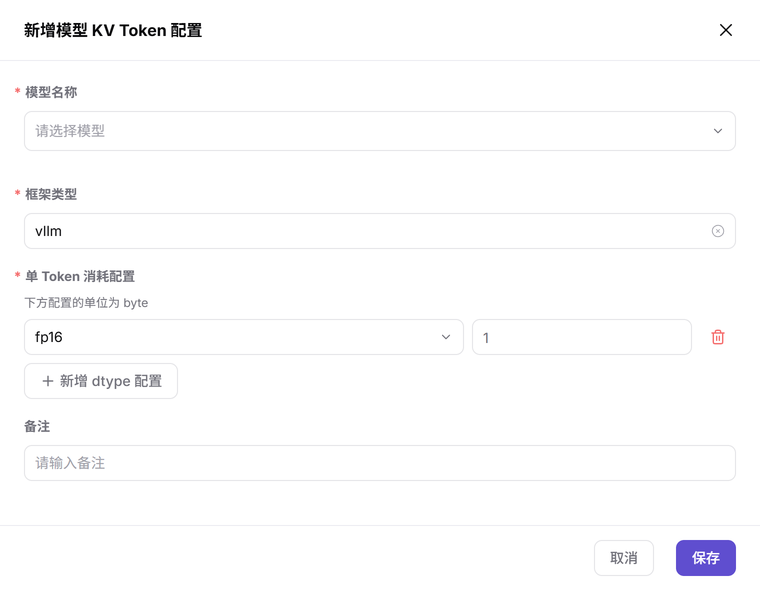 新增模型 KV Token 配置
* 模型名称
请选择模型
* 框架类型
vllm
* 单 Token 消耗配置
下方配置的单位为 byte
fp16
1
+ 新增 dtype 配置
备注
请输入备注
取消
保存